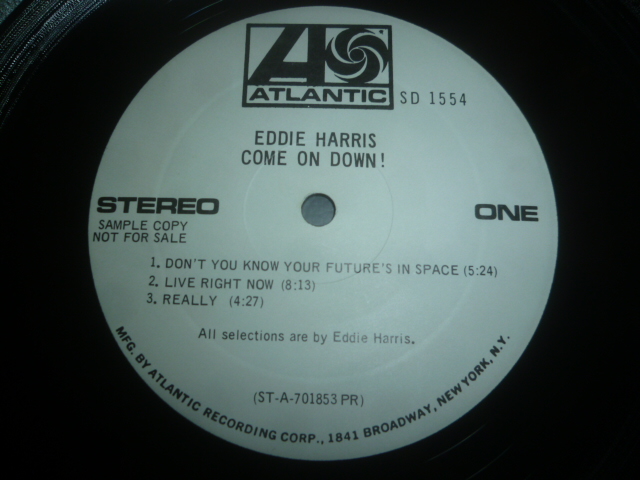 ATLANTIC
SD 1554
EDDIE HARRIS
COME ON DOWN!
STEREO
ONE
SAMPLE COPY
NOT FOR SALE
1. DON'T YOU KNOW YOUR FUTURE'S IN SPACE (5:24)
2. LIVE RIGHT NOW (8:13)
3. REALLY (4:27)
All selections are by Eddie Harris.
(ST-A-701853 PR)
MFG. BY ATLANTIC RECORDING CORP., 1841 BROADWAY, NEW YORK, N.Y.